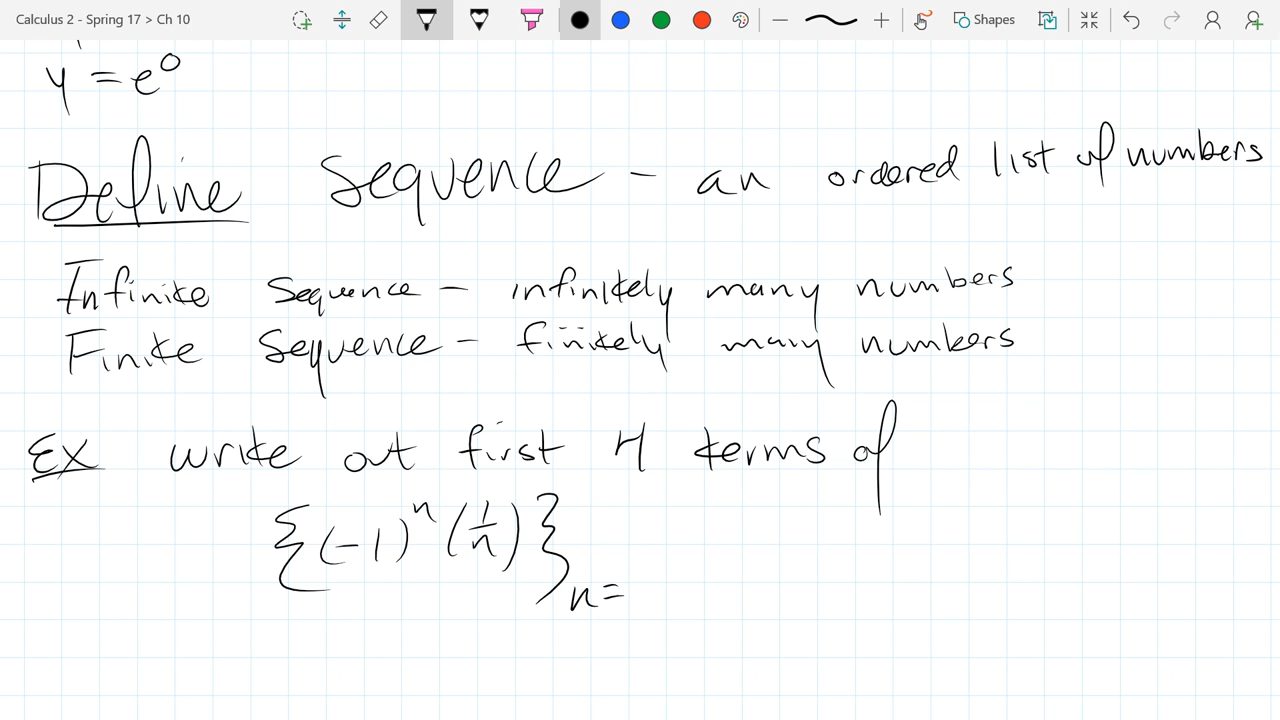 Calculus 2 - Spring 17 > Ch 10
Shapes
y' = e^0
Define Sequence - an ordered list of numbers
Infinite Sequence - infinitely many numbers
Finite Sequence - finitely many numbers
Ex write out first 4 terms of
{(-1)^n (1/n)}_n=